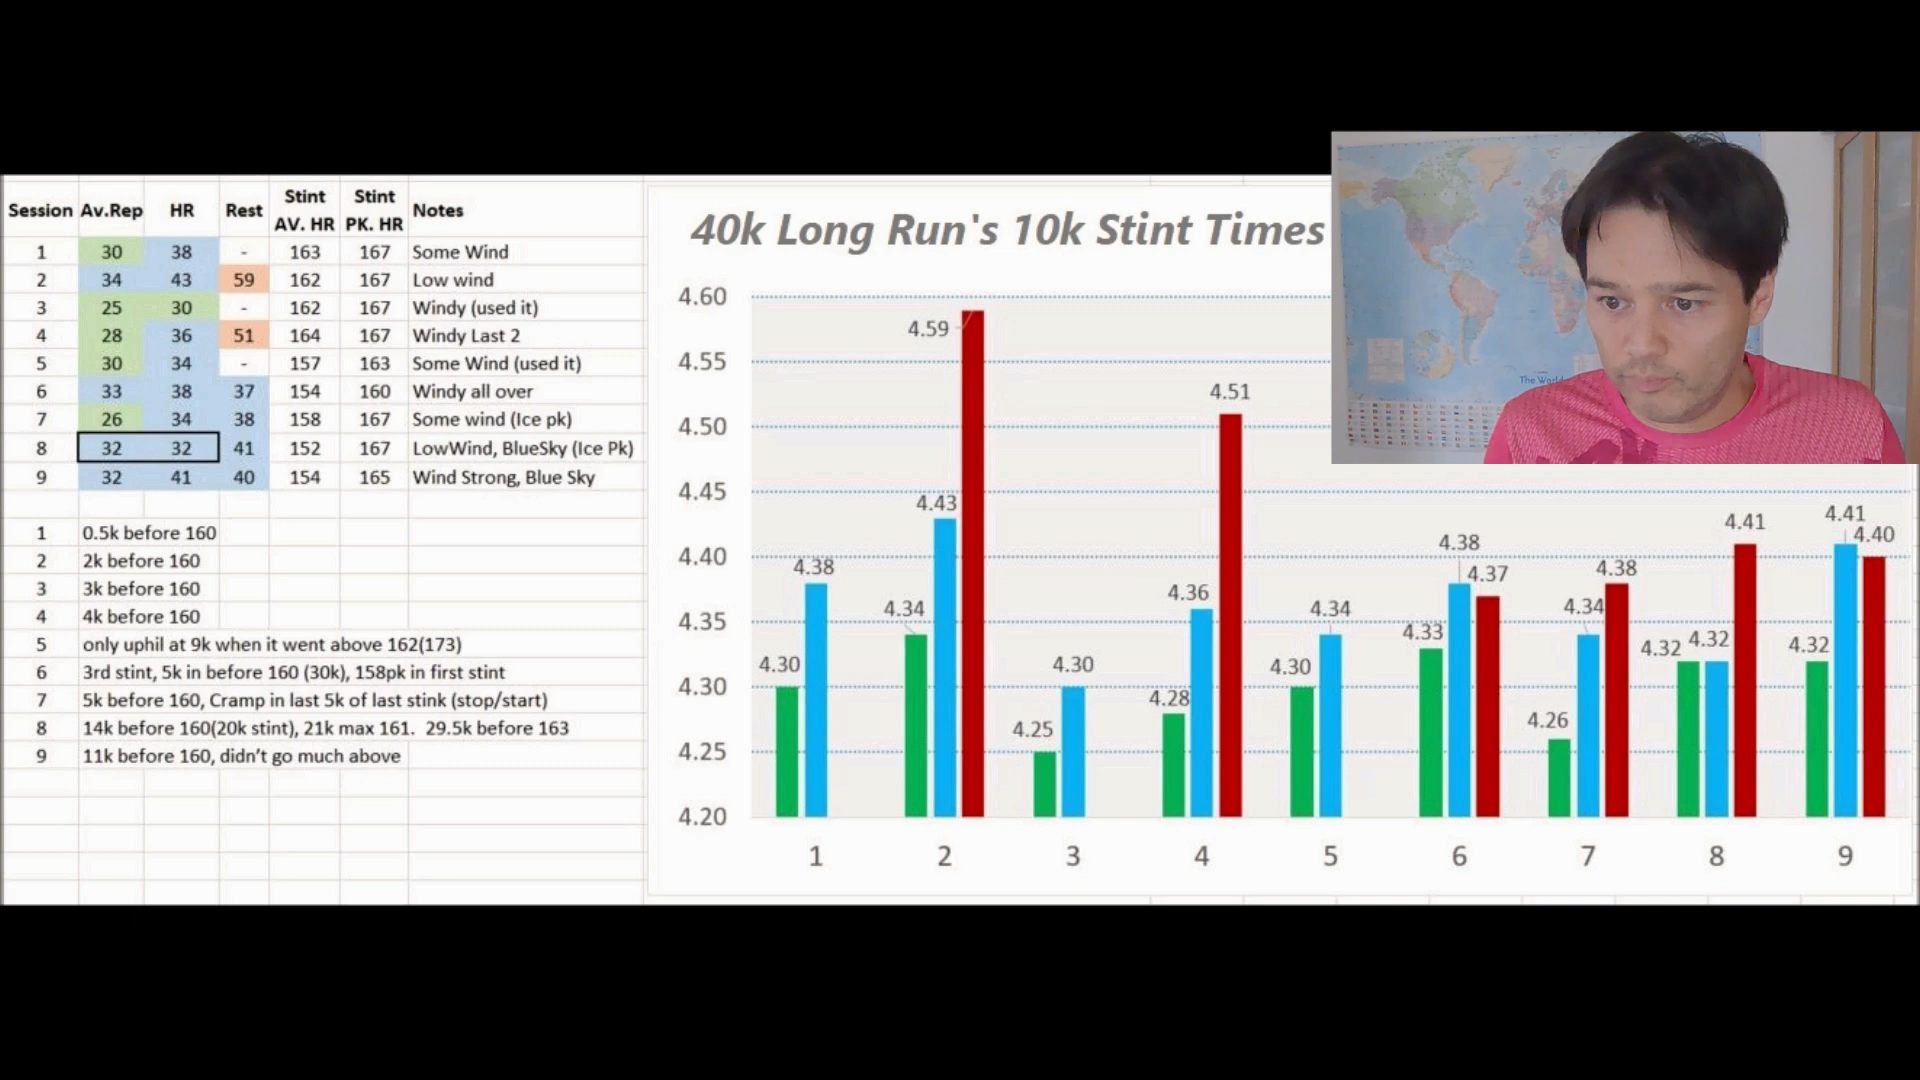 Session Av.Rep HR Rest Stint AV. HR Stint PK. HR Notes
1 30 38 - 163 167 Some Wind
2 34 43 59 162 167 Low wind
3 25 30 - 162 167 Windy (used it)
4 28 36 51 164 167 Windy Last 2
5 30 34 - 157 163 Some Wind (used it)
6 33 38 37 154 160 Windy all over
7 26 34 38 158 167 Some wind (Ice pk)
8 32 32 41 152 167 LowWind, BlueSky (Ice Pk)
9 32 41 40 154 165 Wind Strong, Blue Sky
1 0.5k before 160
2 2k before 160
3 3k before 160
4 4k before 160
5 only uphil at 9k when it went above 162(173)
6 3rd stint, 5k in before 160 (30k), 158pk in first stint
7 5k before 160, Cramp in last 5k of last stink (stop/start)
8 14k before 160(20k stint), 21k max 161. 29.5k before 163
9 11k before 160, didn't go much above
40k Long Run's 10k Stint Times
4.60
4.55
4.50
4.45
4.40
4.35
4.30
4.25
4.20
4.30 4.38
4.34 4.43 4.59
4.25 4.30
4.28 4.36 4.51
4.30 4.34
4.33 4.38 4.37
4.26 4.34 4.38
4.32 4.32 4.41
4.32 4.41 4.40
1 2 3 4 5 6 7 8 9
The World